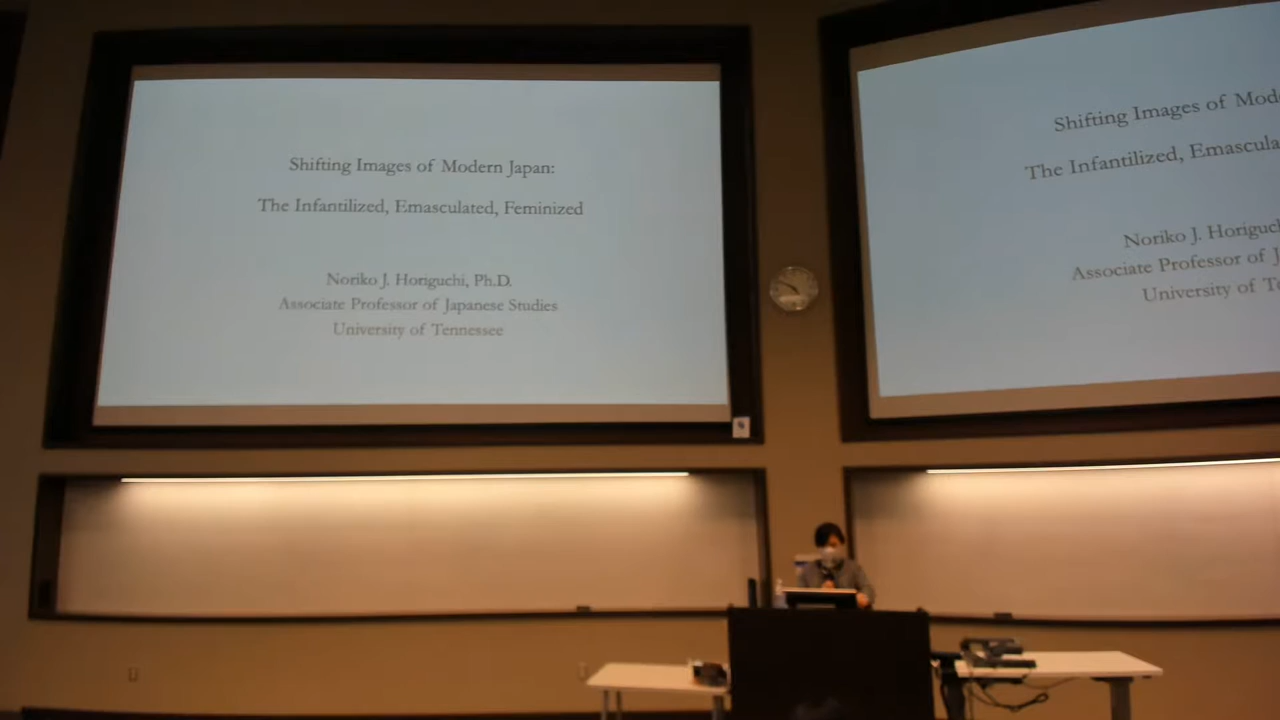 Shifting Images of Modern Japan:
The Infantilized, Emasculated, Feminized
Noriko J. Horiguchi, Ph.D.
Associate Professor of Japanese Studies
University of Tennessee
Shifting Images of Mod
The Infantilized, Emascula
Noriko J. Horiguc
Associate Professor of J
University of Te